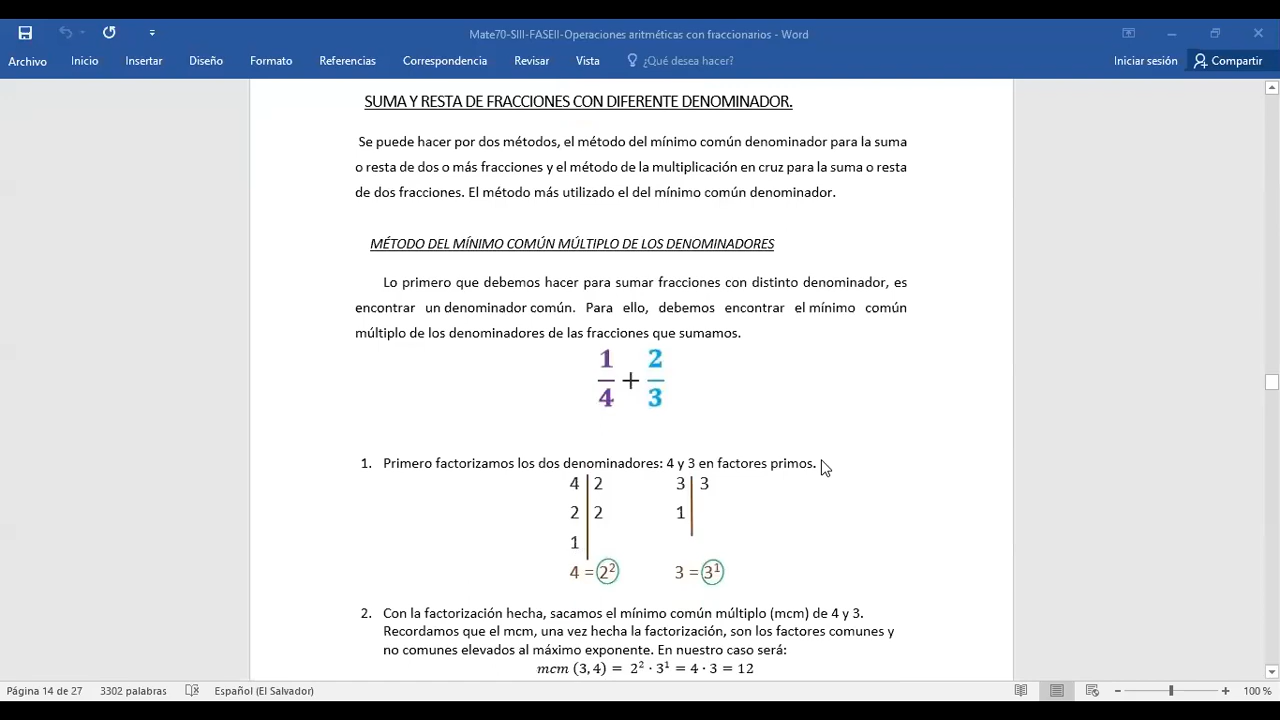 Mate70-SIII-FASEII-Operaciones aritméticas con fraccionarios - Word
Archivo Inicio Insertar Diseño Formato Referencias Correspondencia Revisar Vista ¿Qué desea hacer? Iniciar sesión Compartir
SUMA Y RESTA DE FRACCIONES CON DIFERENTE DENOMINADOR.
Se puede hacer por dos métodos, el método del mínimo común denominador para la suma
o resta de dos o más fracciones y el método de la multiplicación en cruz para la suma o resta
de dos fracciones. El método más utilizado el del mínimo común denominador.
MÉTODO DEL MÍNIMO COMÚN MÚLTIPLO DE LOS DENOMINADORES
Lo primero que debemos hacer para sumar fracciones con distinto denominador, es
encontrar un denominador común. Para ello, debemos encontrar el mínimo común
múltiplo de los denominadores de las fracciones que sumamos.
1/4 + 2/3
1. Primero factorizamos los dos denominadores: 4 y 3 en factores primos.
4 | 2 3 | 3
2 | 2 1 |
1 |
4 = 2² 3 = 3¹
2. Con la factorización hecha, sacamos el mínimo común múltiplo (mcm) de 4 y 3.
Recordamos que el mcm, una vez hecha la factorización, son los factores comunes y
no comunes elevados al máximo exponente. En nuestro caso será:
mcm (3,4) = 2² · 3¹ = 4 · 3 = 12
Página 14 de 27 3302 palabras Español (El Salvador) 100 %